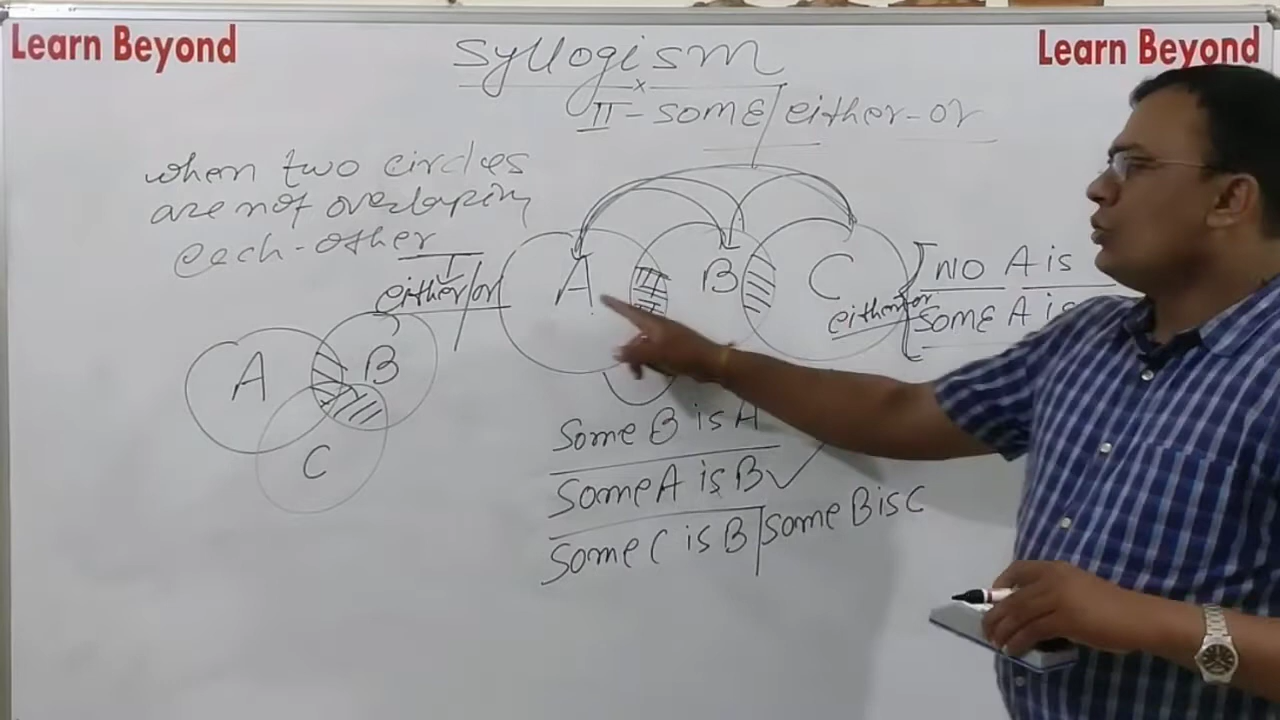 Learn Beyond
Learn Beyond
Syllogism
II - some/either-or
when two circles
are not overlaping
each-other
either/or
A B C
NO A is
either or
SOME A is
A B
C
Some B is A
Some A is B
Some C is B/Some B is C